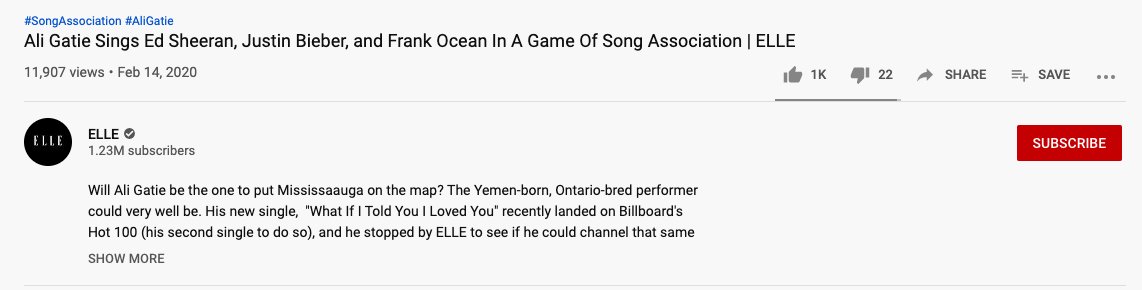 #SongAssociation #AliGatie
Ali Gatie Sings Ed Sheeran, Justin Bieber, and Frank Ocean In A Game Of Song Association | ELLE
11,907 views • Feb 14, 2020
1K 22 SHARE SAVE
ELLE
ELLE
1.23M subscribers
SUBSCRIBE
Will Ali Gatie be the one to put Mississaauga on the map? The Yemen-born, Ontario-bred performer
could very well be. His new single,  "What If I Told You I Loved You" recently landed on Billboard's
Hot 100 (his second single to do so), and he stopped by ELLE to see if he could channel that same
SHOW MORE